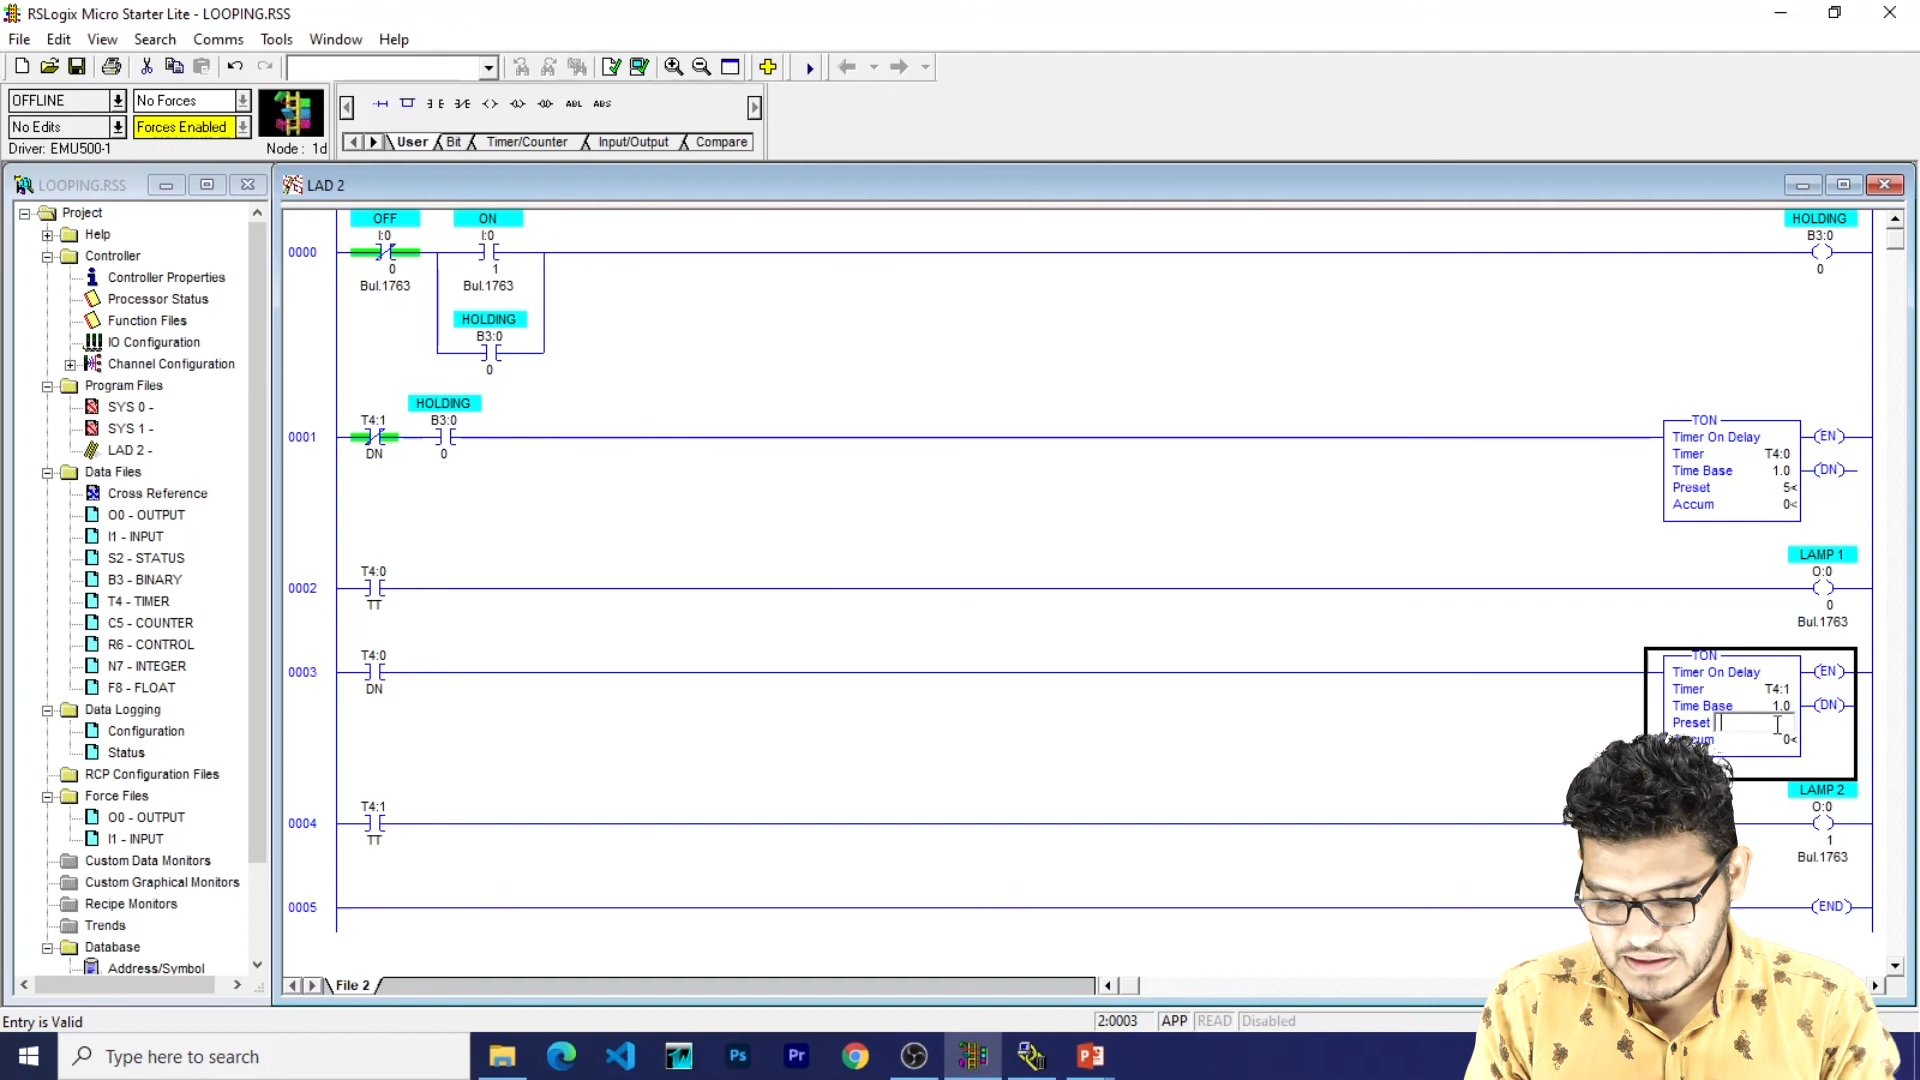 RSLogix Micro Starter Lite - LOOPING.RSS
File Edit View Search Comms Tools Window Help
OFFLINE No Forces
No Edits Forces Enabled
Driver: EMU500-1 Node : 1d
ABL ABS
User Bit Timer/Counter Input/Output Compare
LOOPING.RSS
Project
Help
Controller
Controller Properties
Processor Status
Function Files
IO Configuration
Channel Configuration
Program Files
SYS 0 -
SYS 1 -
LAD 2 -
Data Files
Cross Reference
O0 - OUTPUT
I1 - INPUT
S2 - STATUS
B3 - BINARY
T4 - TIMER
C5 - COUNTER
R6 - CONTROL
N7 - INTEGER
F8 - FLOAT
Data Logging
Configuration
Status
RCP Configuration Files
Force Files
O0 - OUTPUT
I1 - INPUT
Custom Data Monitors
Custom Graphical Monitors
Recipe Monitors
Trends
Database
Address/Symbol
LAD 2
OFF ON HOLDING
I:0 I:0 B3:0
0000
0 1 0
Bul.1763 Bul.1763
HOLDING
B3:0
0
HOLDING
T4:1 B3:0
0001
DN 0
TON
Timer On Delay EN
Timer T4:0
Time Base 1.0 DN
Preset 5<
Accum 0<
LAMP 1
T4:0 O:0
0002
TT 0
Bul.1763
T4:0
0003
DN
TON
Timer On Delay EN
Timer T4:1
Time Base 1.0 DN
Preset
0<
LAMP 2
T4:1 O:0
0004
TT 1
Bul.1763
0005 END
File 2
Entry is Valid 2:0003 APP READ Disabled
Type here to search
Ps Pr